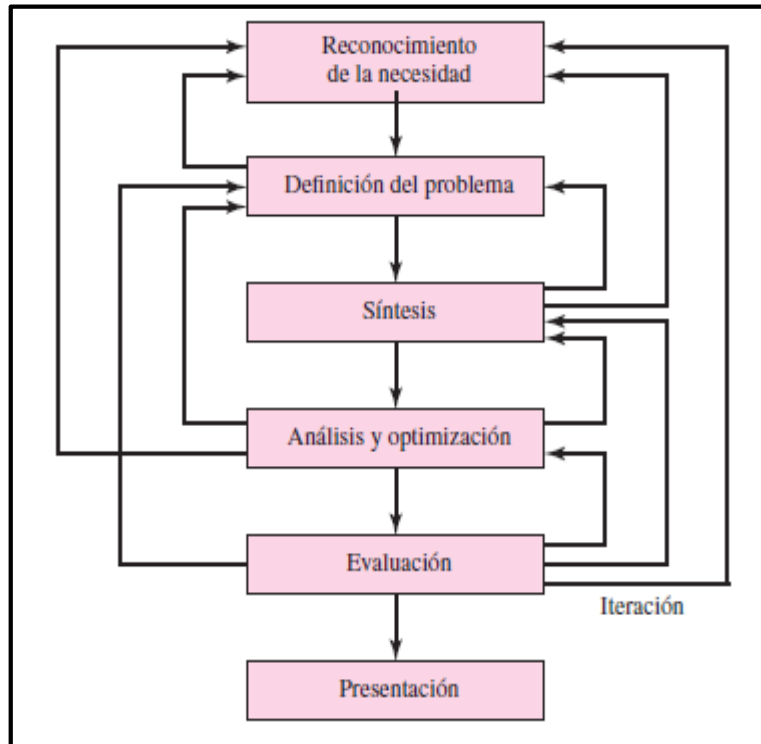 Reconocimiento
de la necesidad
Definición del problema
Síntesis
Análisis y optimización
Evaluación
Iteración
Presentación